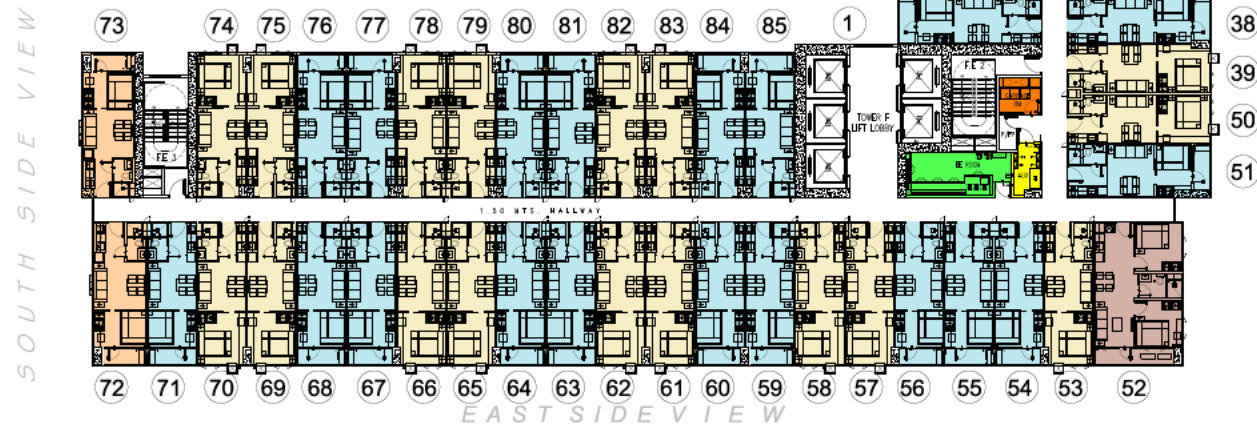 73 74 75 76 77 78 79 80 81 82 83 84 85 1
38
39
50
51
F.E 2
TOWER F
LIFT LOBBY
F.E 3
EE ROOM
1.50 MTS. HALLWAY
72 71 70 69 68 67 66 65 64 63 62 61 60 59 58 57 56 55 54 53 52
SOUTH SIDE VIEW
EAST SIDE VIEW